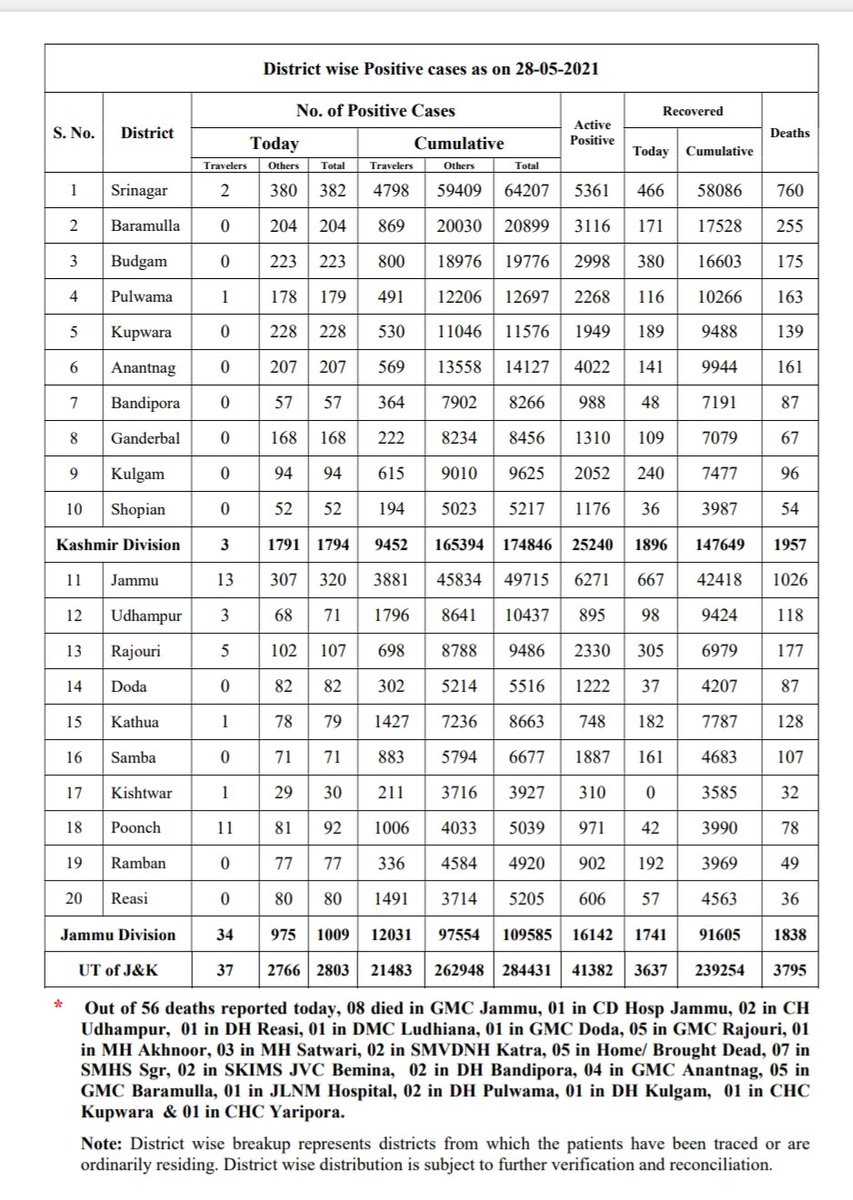 District wise Positive cases as on 28-05-2021
S. No. District No. of Positive Cases Active Positive Recovered Deaths
Today Cumulative Today Cumulative
Travelers Others Total Travelers Others Total
1 Srinagar 2 380 382 4798 59409 64207 5361 466 58086 760
2 Baramulla 0 204 204 869 20030 20899 3116 171 17528 255
3 Budgam 0 223 223 800 18976 19776 2998 380 16603 175
4 Pulwama 1 178 179 491 12206 12697 2268 116 10266 163
5 Kupwara 0 228 228 530 11046 11576 1949 189 9488 139
6 Anantnag 0 207 207 569 13558 14127 4022 141 9944 161
7 Bandipora 0 57 57 364 7902 8266 988 48 7191 87
8 Ganderbal 0 168 168 222 8234 8456 1310 109 7079 67
9 Kulgam 0 94 94 615 9010 9625 2052 240 7477 96
10 Shopian 0 52 52 194 5023 5217 1176 36 3987 54
Kashmir Division 3 1791 1794 9452 165394 174846 25240 1896 147649 1957
11 Jammu 13 307 320 3881 45834 49715 6271 667 42418 1026
12 Udhampur 3 68 71 1796 8641 10437 895 98 9424 118
13 Rajouri 5 102 107 698 8788 9486 2330 305 6979 177
14 Doda 0 82 82 302 5214 5516 1222 37 4207 87
15 Kathua 1 78 79 1427 7236 8663 748 182 7787 128
16 Samba 0 71 71 883 5794 6677 1887 161 4683 107
17 Kishtwar 1 29 30 211 3716 3927 310 0 3585 32
18 Poonch 11 81 92 1006 4033 5039 971 42 3990 78
19 Ramban 0 77 77 336 4584 4920 902 192 3969 49
20 Reasi 0 80 80 1491 3714 5205 606 57 4563 36
Jammu Division 34 975 1009 12031 97554 109585 16142 1741 91605 1838
UT of J&K 37 2766 2803 21483 262948 284431 41382 3637 239254 3795
* Out of 56 deaths reported today, 08 died in GMC Jammu, 01 in CD Hosp Jammu, 02 in CH
Udhampur, 01 in DH Reasi, 01 in DMC Ludhiana, 01 in GMC Doda, 05 in GMC Rajouri, 01
in MH Akhnoor, 03 in MH Satwari, 02 in SMVDNH Katra, 05 in Home/ Brought Dead, 07 in
SMHS Sgr, 02 in SKIMS JVC Bemina, 02 in DH Bandipora, 04 in GMC Anantnag, 05 in
GMC Baramulla, 01 in JLNM Hospital, 02 in DH Pulwama, 01 in DH Kulgam, 01 in CHC
Kupwara & 01 in CHC Yaripora.
Note: District wise breakup represents districts from which the patients have been traced or are
ordinarily residing. District wise distribution is subject to further verification and reconciliation.